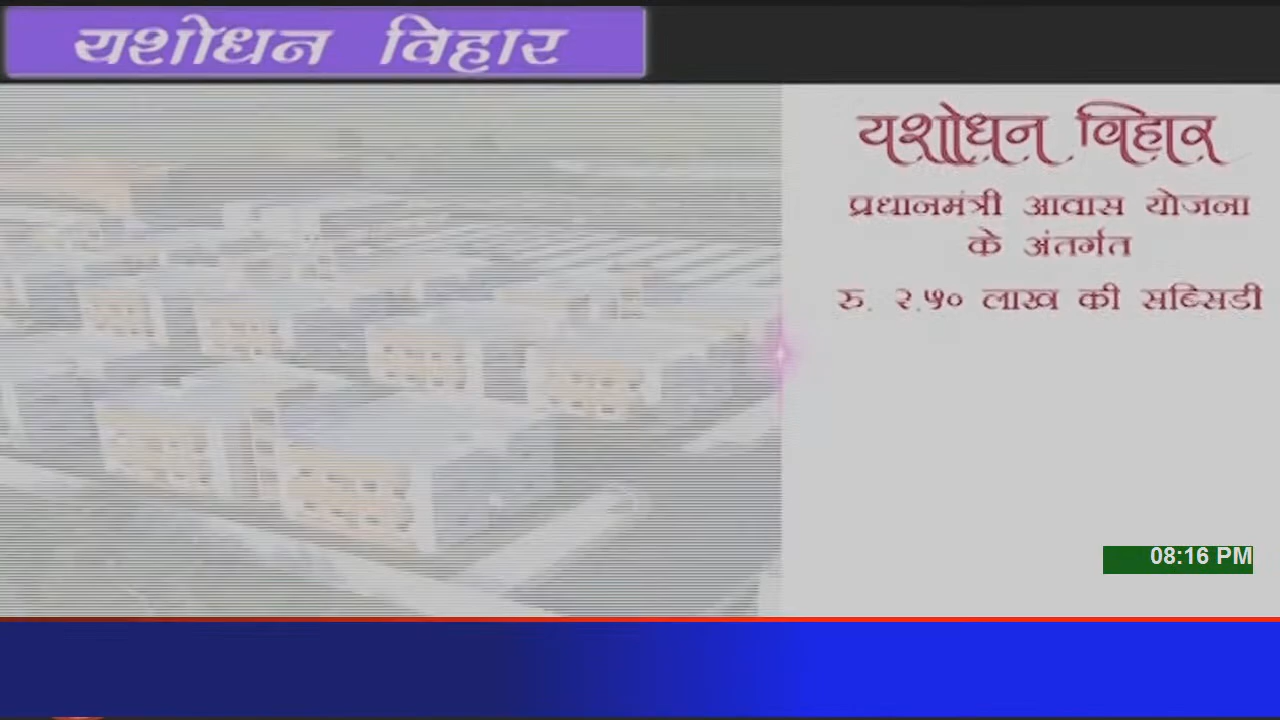 यशोधन विहार
यशोधन विहार
प्रधानमंत्री आवास योजना
के अंतर्गत
रु. २.५० लाख की सब्सिडी
08:16 PM